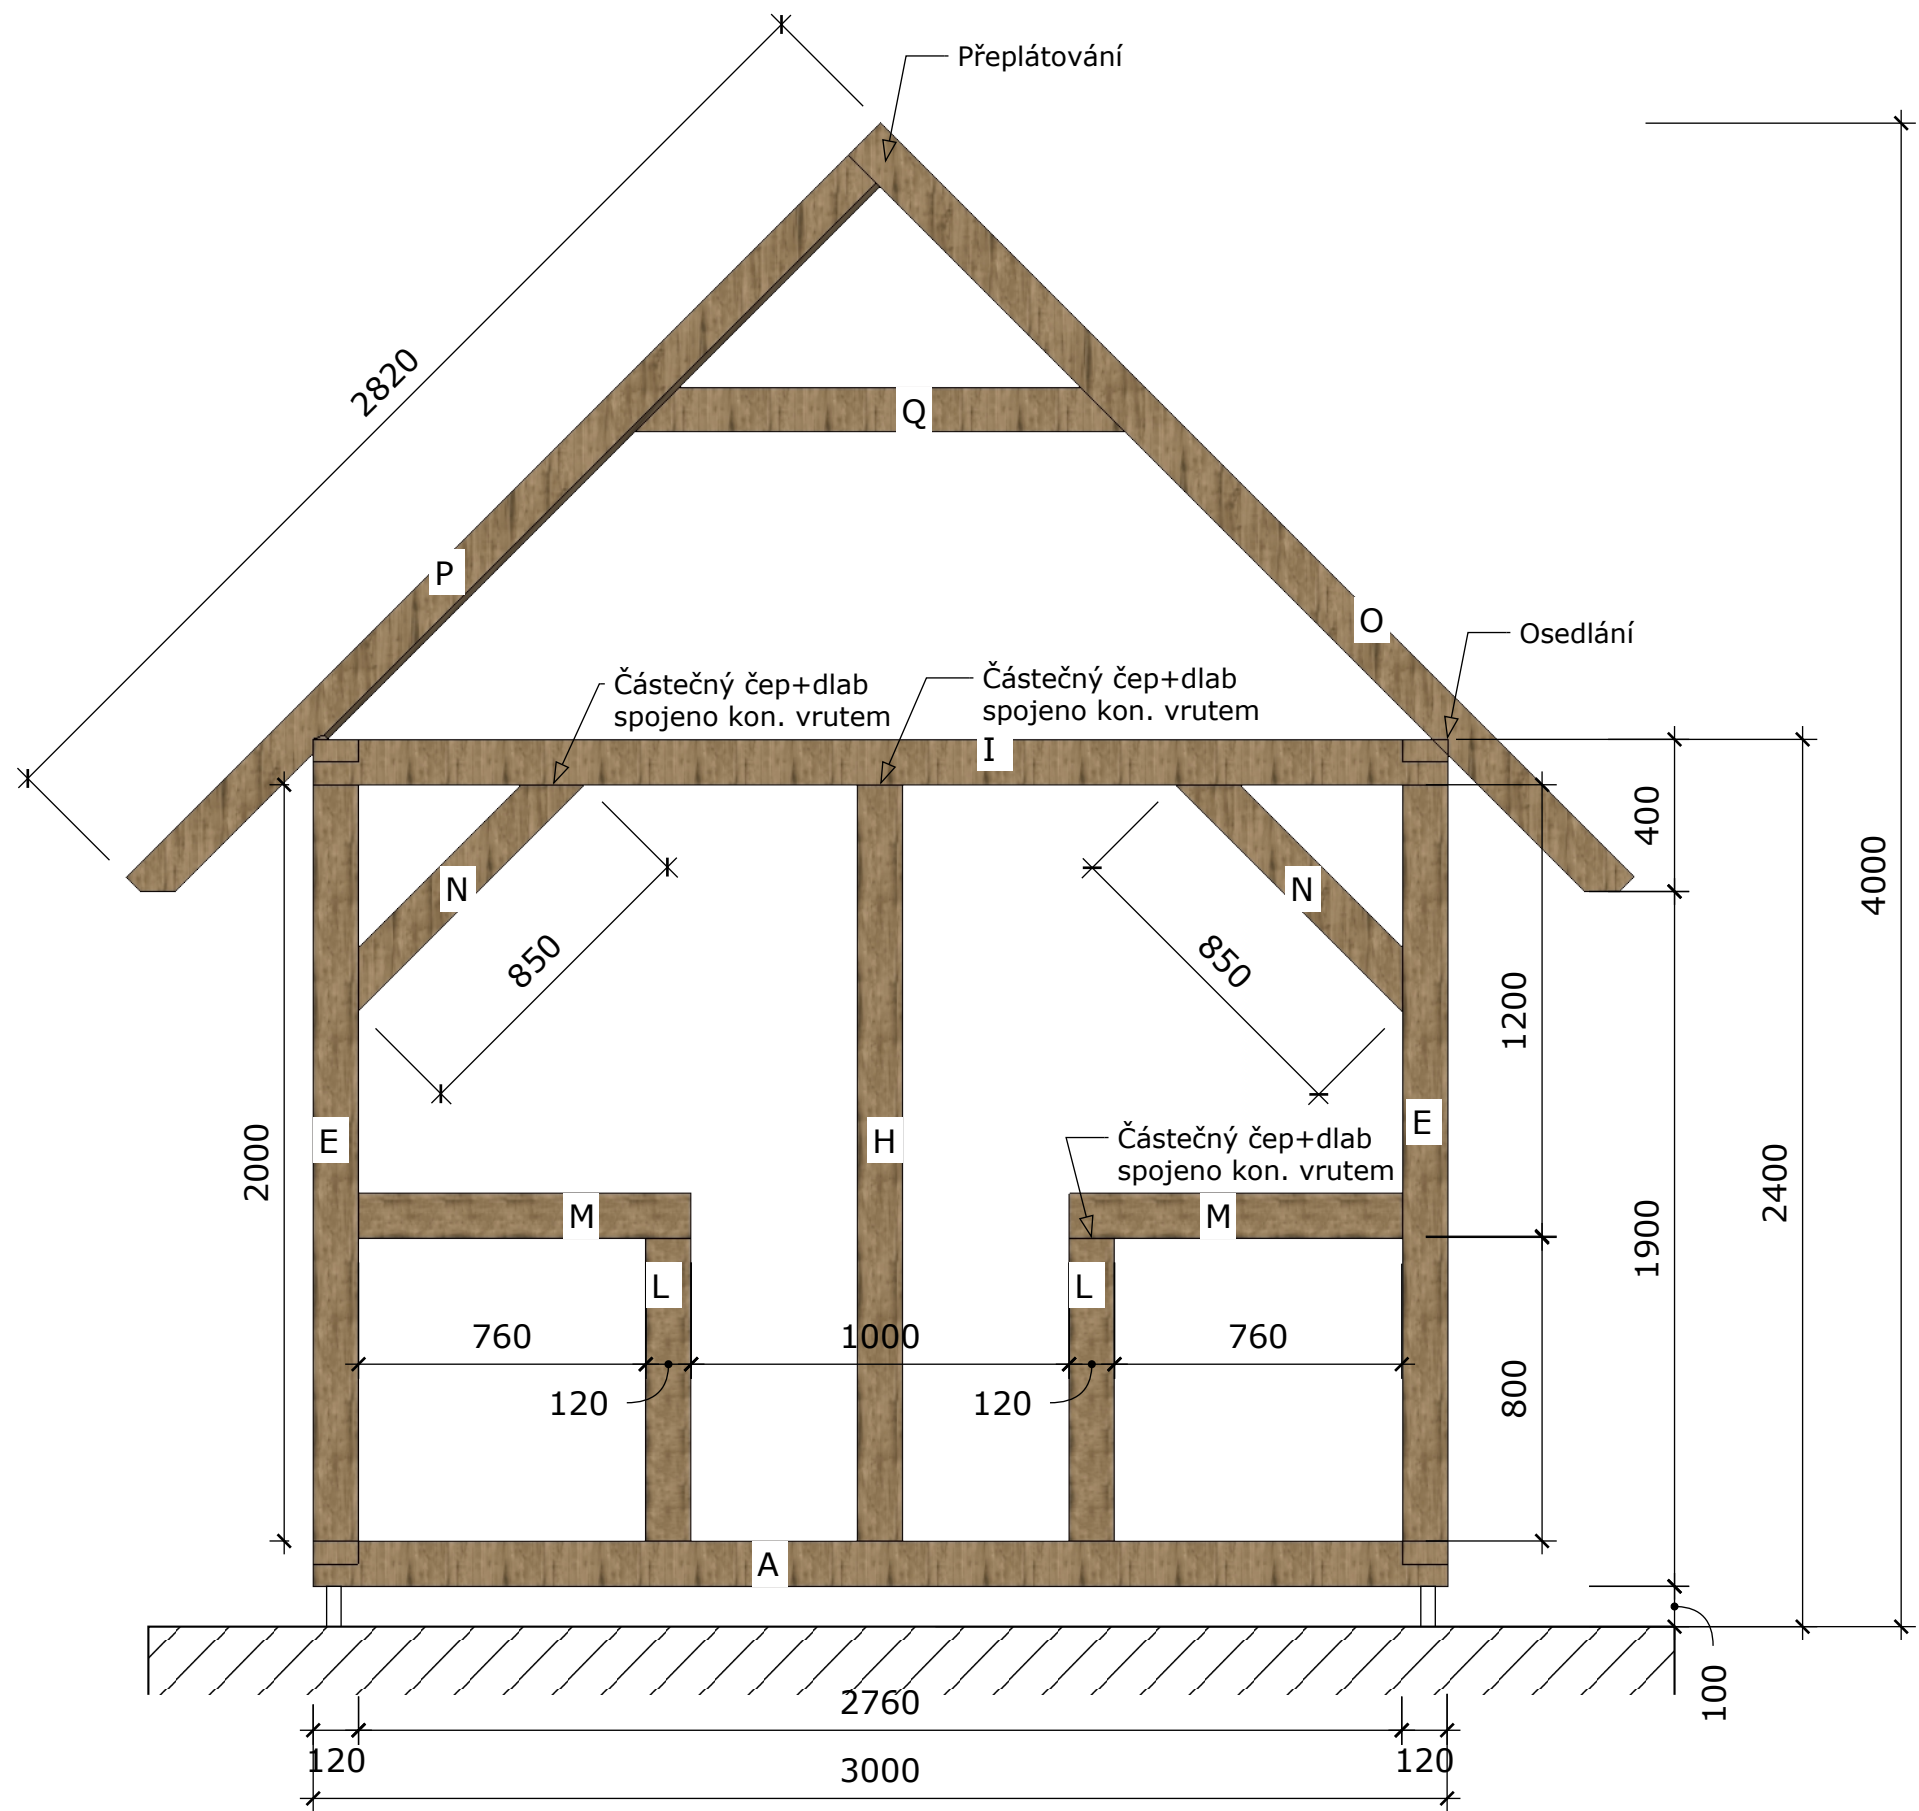 Přeplátování
2820
Q
P
O
Osedlání
Částečný čep+dlab
spojeno kon. vrutem
Částečný čep+dlab
spojeno kon. vrutem
I
400
4000
N
N
850
850
1200
2000
E
H
E
Částečný čep+dlab
spojeno kon. vrutem
2400
1900
M
M
L
L
760
1000
760
120
120
800
A
100
2760
120
120
3000